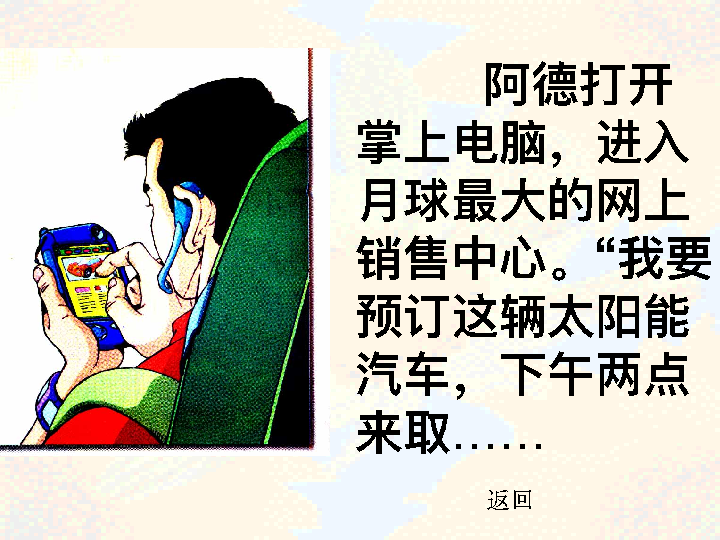 阿德打开
掌上电脑，进入
月球最大的网上
销售中心。“我要
预订这辆太阳能
汽车，下午两点
来取……
返回